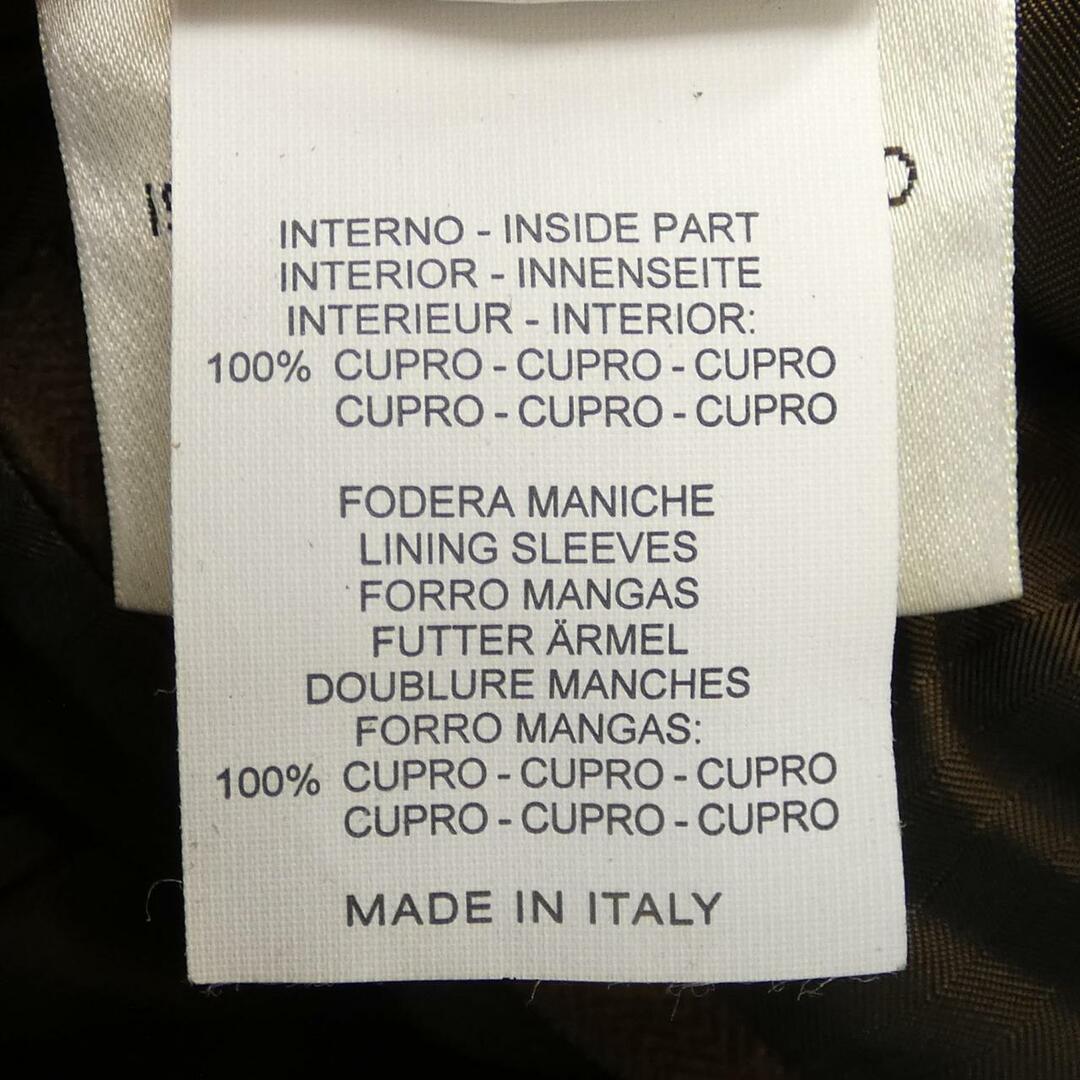 INTERNO - INSIDE PART
INTERIOR - INNENSEITE
INTERIEUR - INTERIOR:
100% CUPRO - CUPRO - CUPRO
CUPRO - CUPRO - CUPRO
FODERA MANICHE
LINING SLEEVES
FORRO MANGAS
FUTTER ÄRMEL
DOUBLURE MANCHES
FORRO MANGAS:
100% CUPRO - CUPRO - CUPRO
CUPRO - CUPRO - CUPRO
MADE IN ITALY